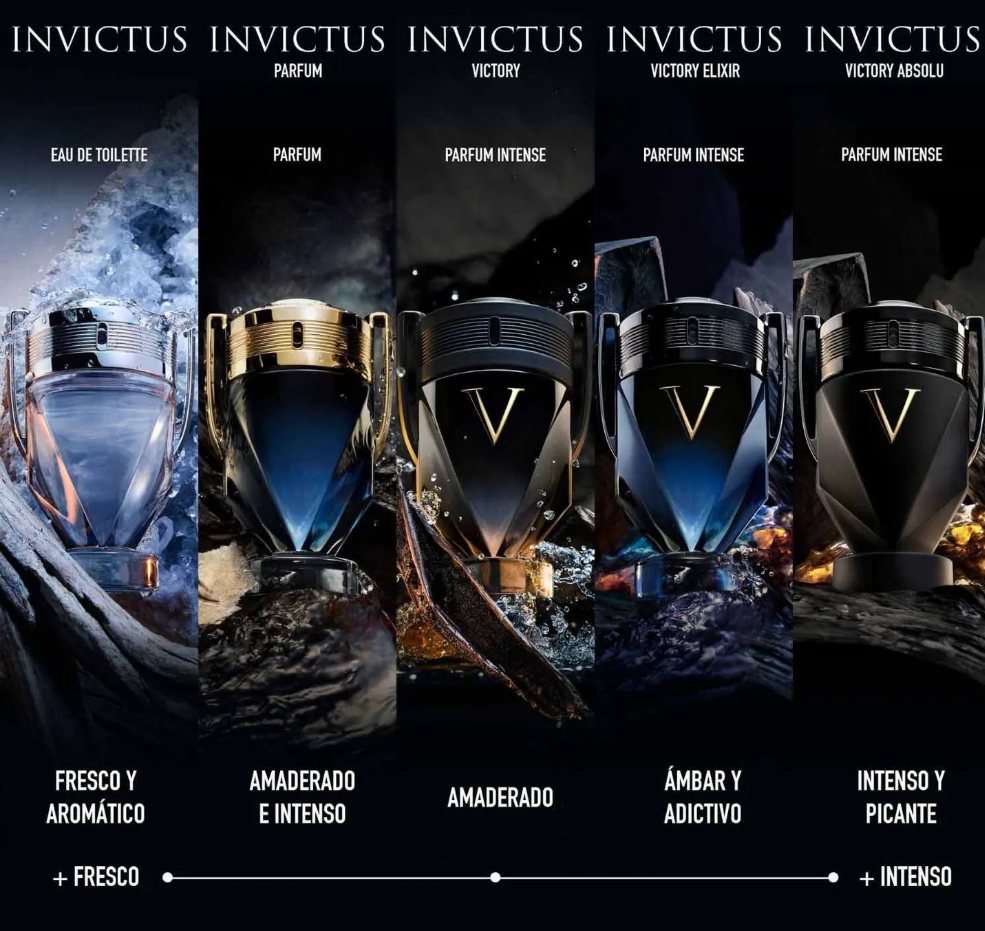 INVICTUS
EAU DE TOILETTE
FRESCO Y
AROMÁTICO
INVICTUS
PARFUM
PARFUM
AMADERADO
E INTENSO
INVICTUS
VICTORY
PARFUM INTENSE
V
AMADERADO
INVICTUS
VICTORY ELIXIR
PARFUM INTENSE
V
ÁMBAR Y
ADICTIVO
INVICTUS
VICTORY ABSOLU
PARFUM INTENSE
V
INTENSO Y
PICANTE
+ FRESCO
+ INTENSO